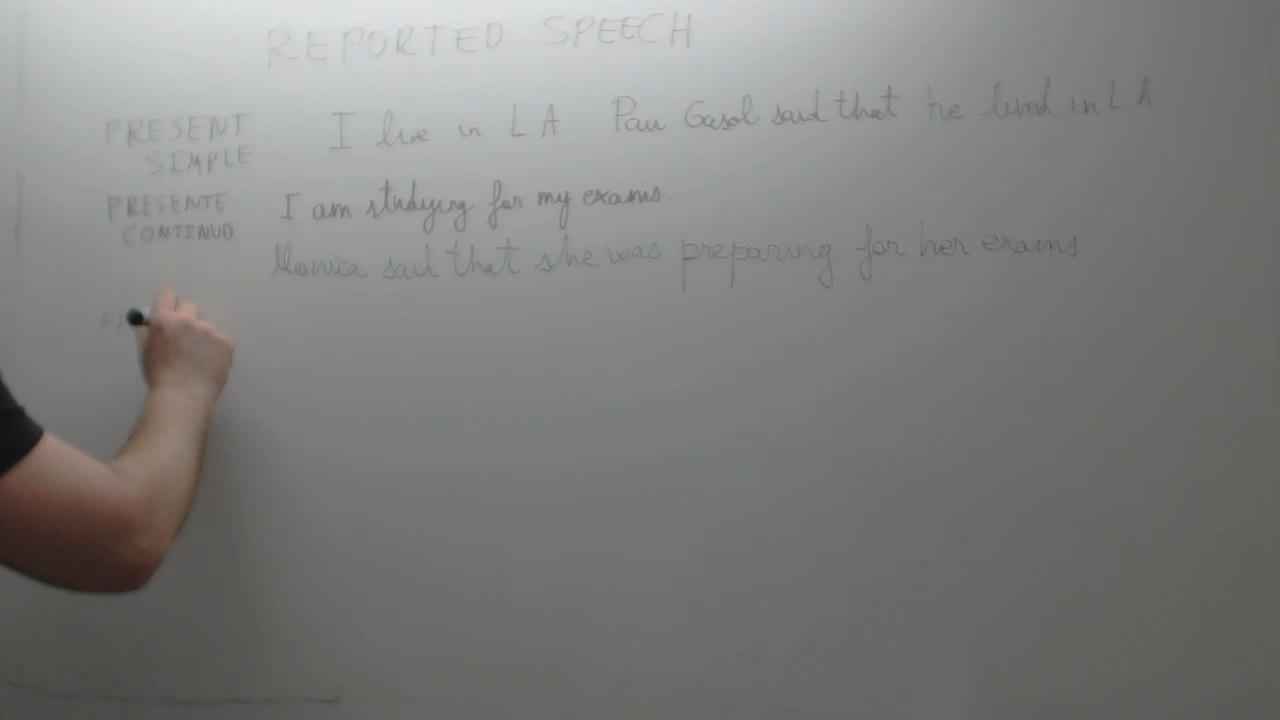 REPORTED SPEECH
PRESENT SIMPLE
I live in LA Pau Gasol said that he lived in LA
PRESENTE CONTINUO
I am studying for my exams.
Monica said that she was preparing for her exams